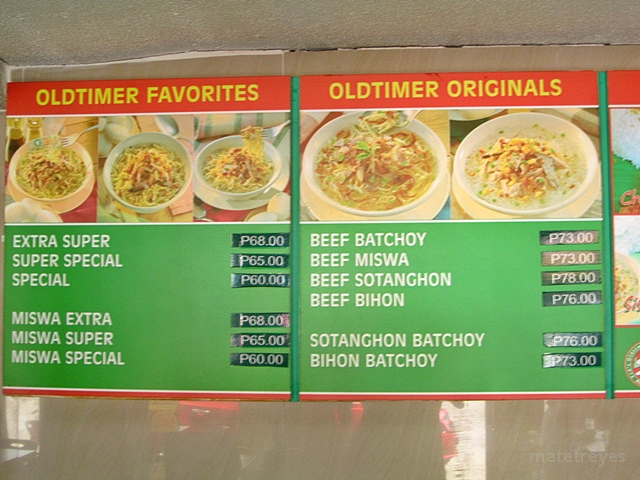 OLDTIMER FAVORITES
EXTRA SUPER P68.00
SUPER SPECIAL P65.00
SPECIAL P60.00
MISWA EXTRA P68.00
MISWA SUPER P65.00
MISWA SPECIAL P60.00
OLDTIMER ORIGINALS
BEEF BATCHOY P73.00
BEEF MISWA P73.00
BEEF SOTANGHON P78.00
BEEF BIHON P76.00
SOTANGHON BATCHOY P76.00
BIHON BATCHOY P73.00
matetreyes